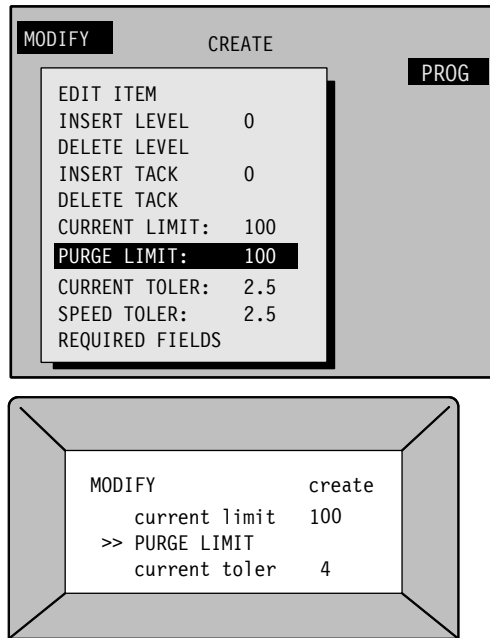 MODIFY CREATE
PROG
EDIT ITEM
INSERT LEVEL 0
DELETE LEVEL
INSERT TACK 0
DELETE TACK
CURRENT LIMIT: 100
PURGE LIMIT: 100
CURRENT TOLER: 2.5
SPEED TOLER: 2.5
REQUIRED FIELDS
MODIFY create
current limit 100
>> PURGE LIMIT
current toler 4